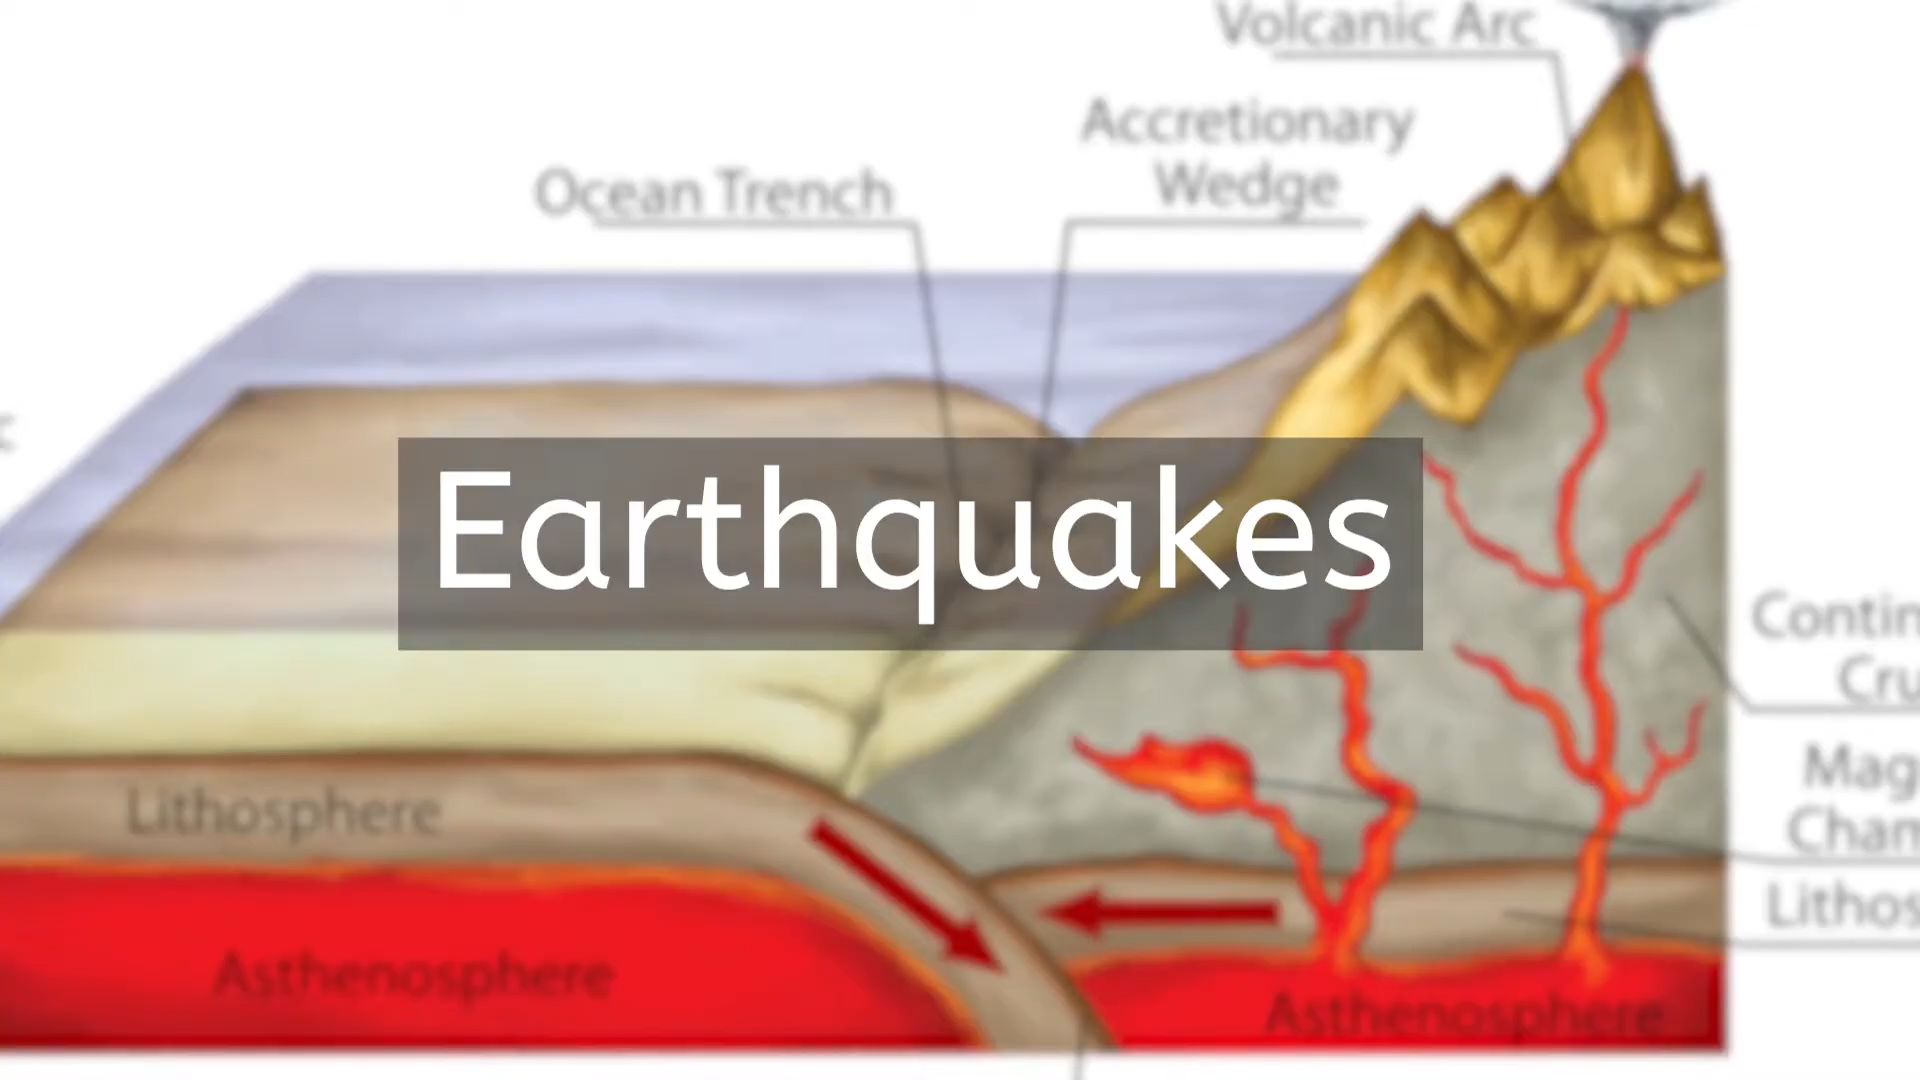 Volcanic Arc
Accretionary
Wedge
Ocean Trench
Earthquakes
Lithosphere
Asthenosphere
Asthenosphere